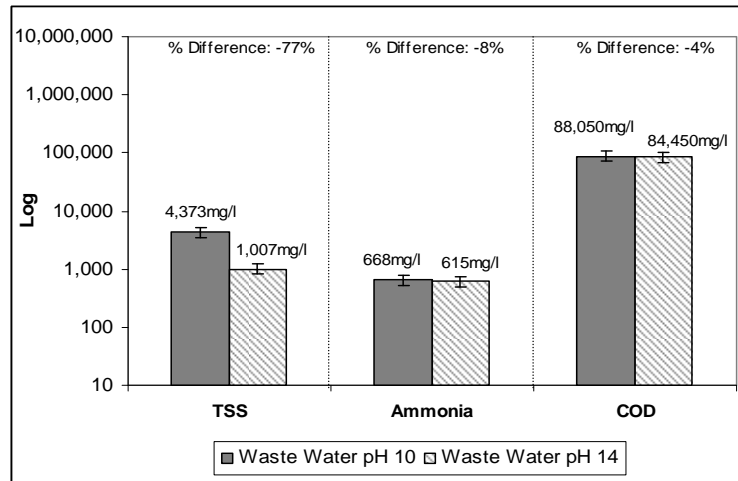 10,000,000
% Difference: -77%
% Difference: -8%
% Difference: -4%
1,000,000
88,050mg/l
84,450mg/l
100,000
4,373mg/l
10,000
1,007mg/l
668mg/l
615mg/l
1,000
100
10
Log
TSS
Ammonia
COD
Waste Water pH 10
Waste Water pH 14